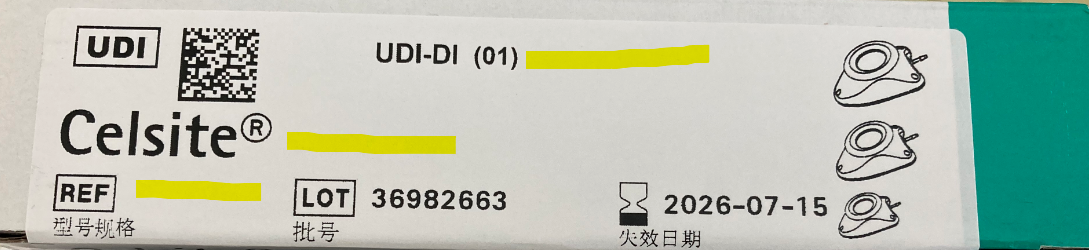 UDI
UDI-DI (01)
Celsite®
REF
型号规格
LOT 36982663
批号
2026-07-15
失效日期